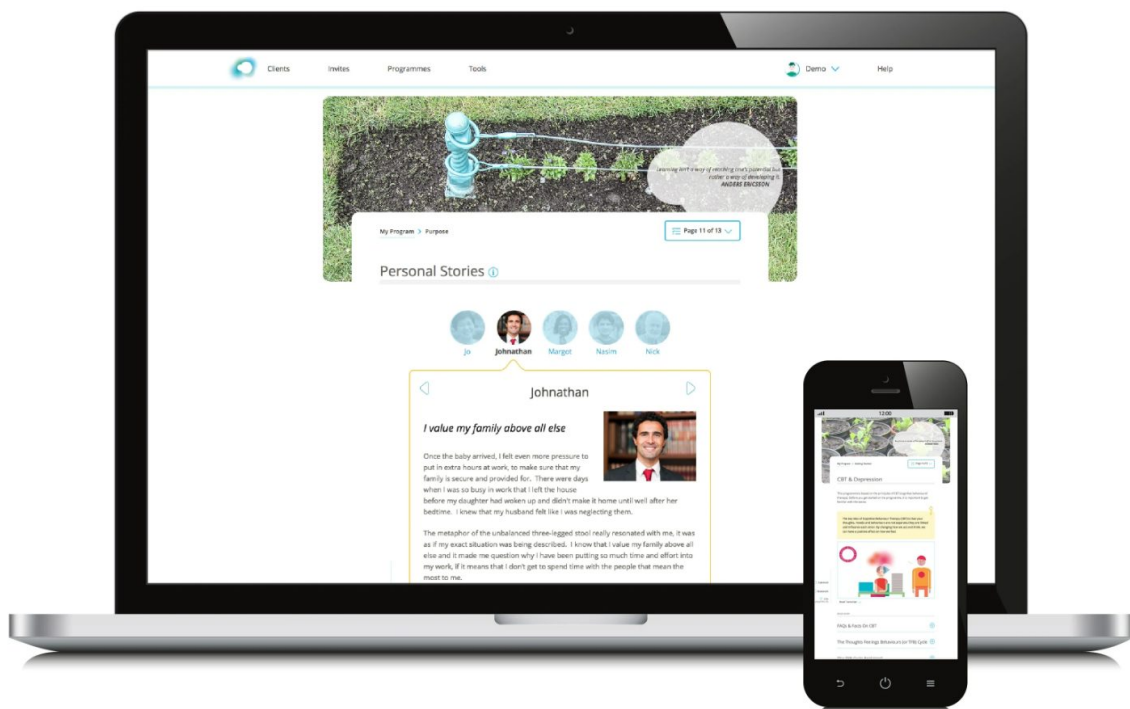 Clients Invites Programmes Tools Demo Help
Learning isn't a way of reaching one's potential but
rather a way of developing it.
ANDERS ERICSSON
My Program > Purpose
Page 11 of 13
Personal Stories
Jo Johnathan Margot Nasim Nick
Johnathan
I value my family above all else
Once the baby arrived, I felt even more pressure to
put in extra hours at work, to make sure that my
family is secure and provided for. There were days
when I was so busy in work that I left the house
before my daughter had woken up and didn't make it home until well after her
bedtime. I knew that my husband felt like I was neglecting them.
The metaphor of the unbalanced three-legged stool really resonated with me, it was
as if my exact situation was being described. I know that I value my family above all
else and it made me question why I have been putting so much time and effort into
my work, if it means that I don't get to spend time with the people that mean the
most to me.
12:00
My Program > Getting Started
CBT & Depression
FAQs & Facts On CBT
The Thoughts Feelings Behaviours (or TFB) Cycle